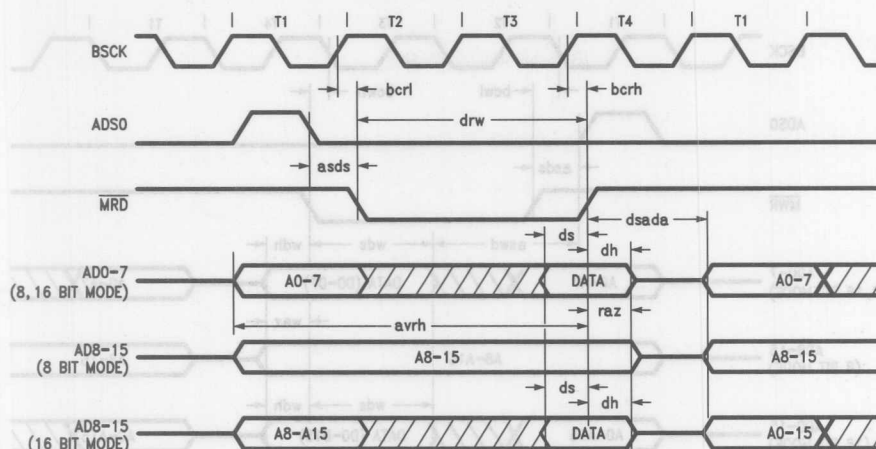 T1 T2 T3 T4 T1
BSCK
bcrl bcrh
drw
ADS0
asds
MRD
dsada
ds dh
AD0-7
(8, 16 BIT MODE)
A0-7 DATA A0-7
raz
avrh
AD8-15
(8 BIT MODE)
A8-15 A8-15
ds dh
AD8-15
(16 BIT MODE)
A8-A15 DATA A0-15